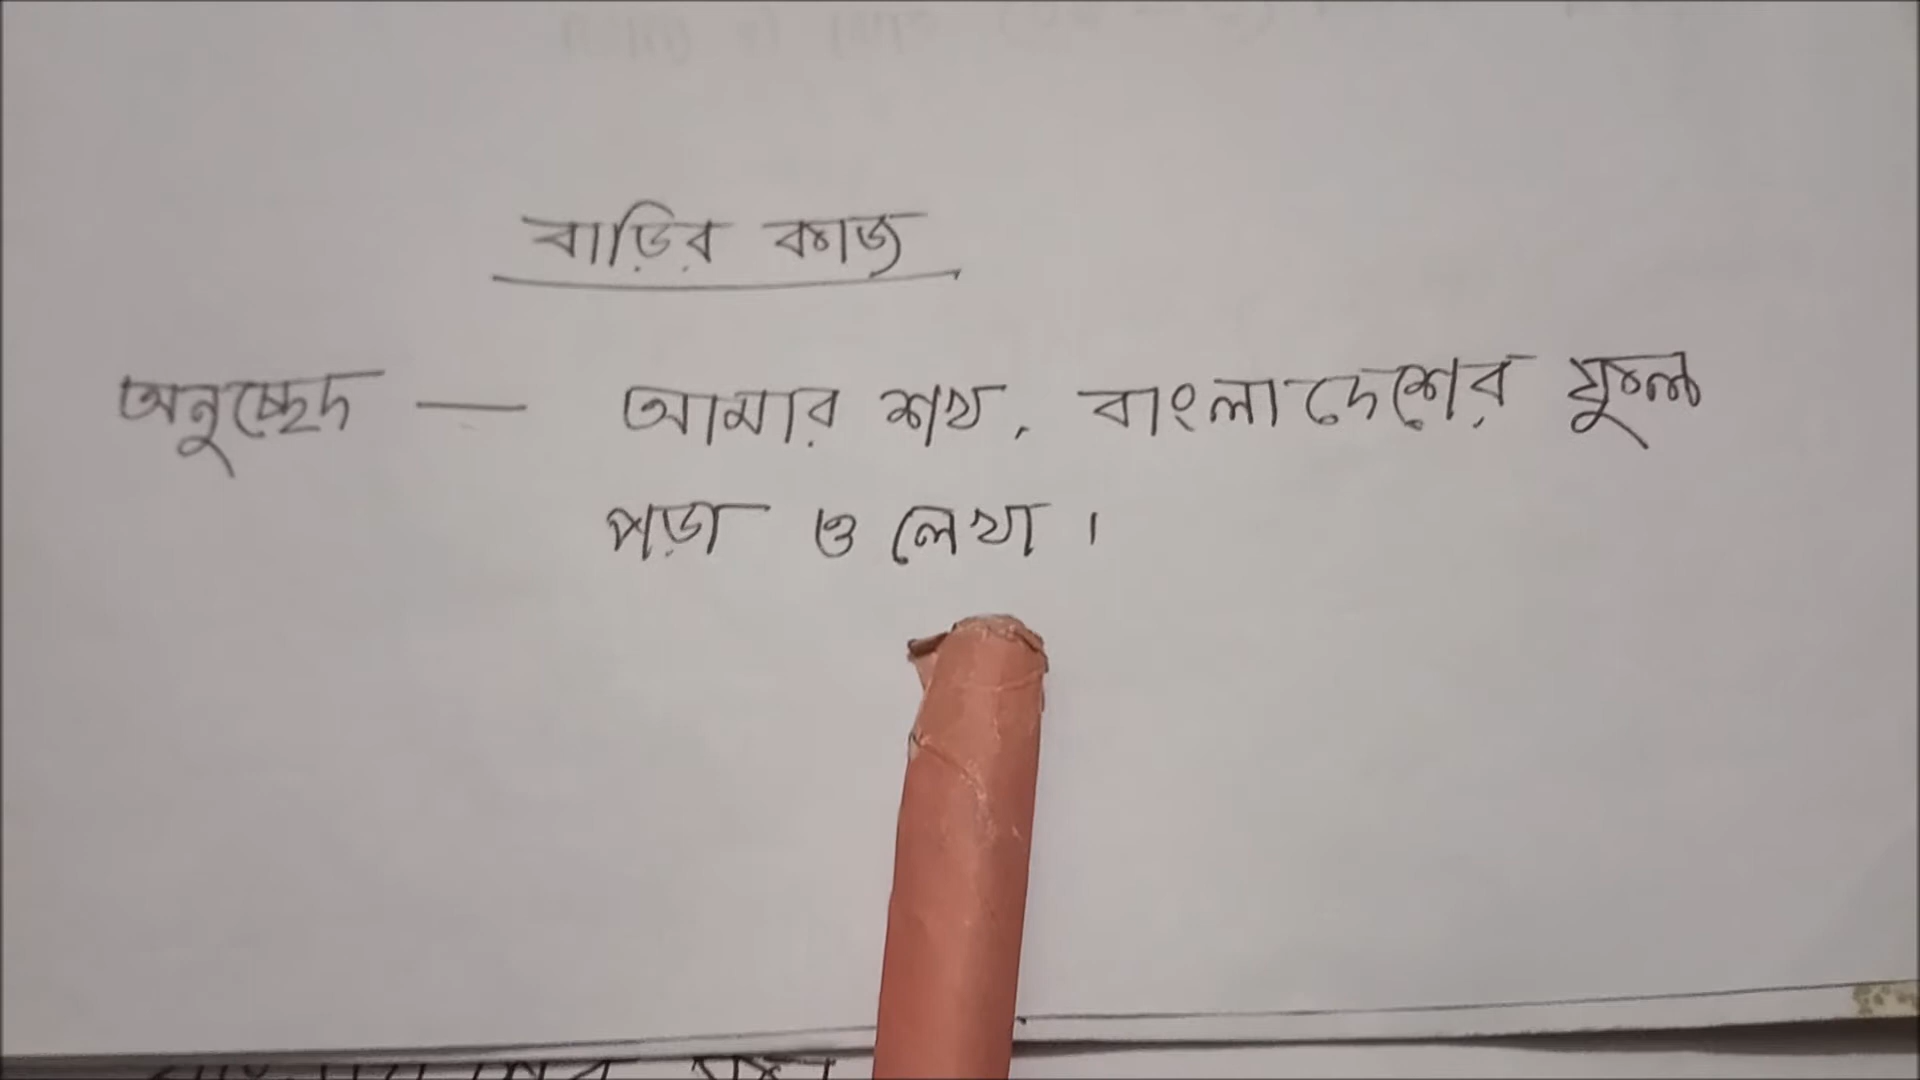 বাড়ির কাজ
অনুচ্ছেদ — আমার শখ, বাংলাদেশের ফুল
পড়া ও লেখা।